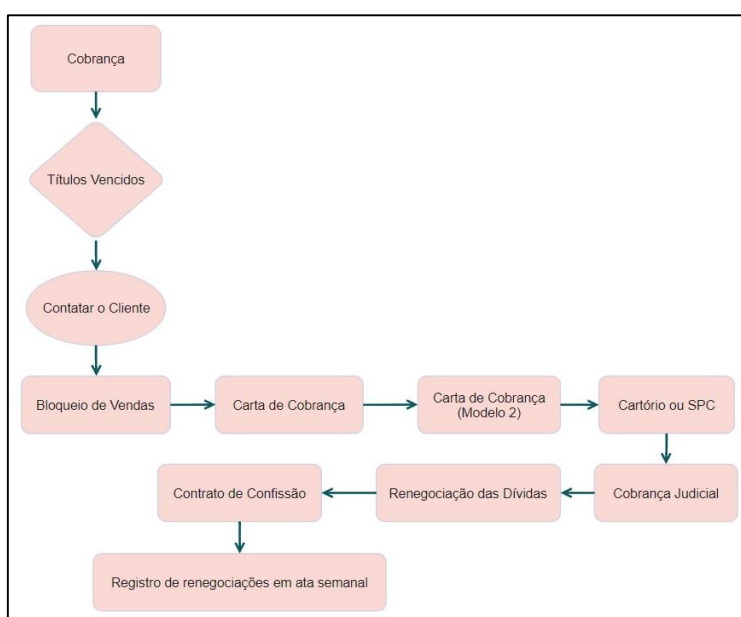 Cobrança
Títulos Vencidos
Contatar o Cliente
Bloqueio de Vendas
Carta de Cobrança
Carta de Cobrança
(Modelo 2)
Cartório ou SPC
Cobrança Judicial
Renegociação das Dívidas
Contrato de Confissão
Registro de renegociações em ata semanal